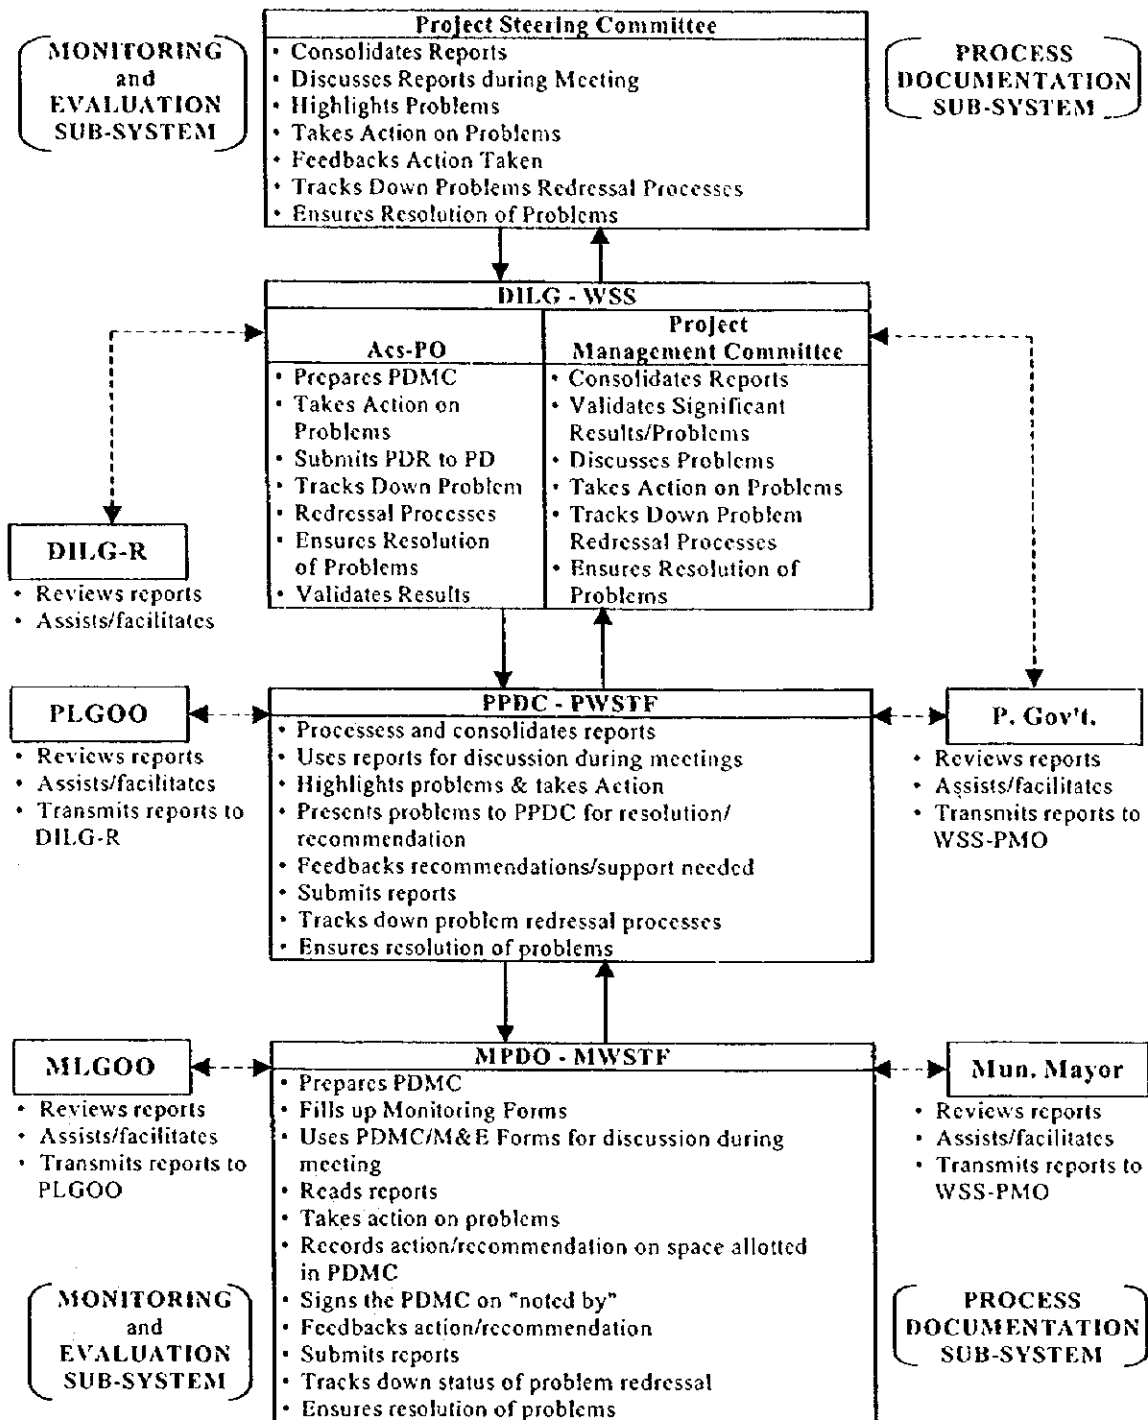 Project Steering Committee
MONITORING
and
EVALUATION
SUB-SYSTEM
• Consolidates Reports
• Discusses Reports during Meeting
• Highlights Problems
• Takes Action on Problems
• Feedbacks Action Taken
• Tracks Down Problems Redressal Processes
• Ensures Resolution of Problems
PROCESS
DOCUMENTATION
SUB-SYSTEM
DILG - WSS
Acs-PO
• Prepares PDMC
• Takes Action on
Problems
• Submits PDR to PD
• Tracks Down Problem
• Redressal Processes
• Ensures Resolution
of Problems
• Validates Results
Project
Management Committee
• Consolidates Reports
• Validates Significant
Results/Problems
• Discusses Problems
• Takes Action on Problems
• Tracks Down Problem
Redressal Processes
• Ensures Resolution of
Problems
DILG-R
• Reviews reports
• Assists/facilitates
PLGOO
• Reviews reports
• Assists/facilitates
• Transmits reports to
DILG-R
PPDC - PWSTF
• Processess and consolidates reports
• Uses reports for discussion during meetings
• Highlights problems & takes Action
• Presents problems to PPDC for resolution/
recommendation
• Feedbacks recommendations/support needed
• Submits reports
• Tracks down problem redressal processes
• Ensures resolution of problems
P. Gov't.
• Reviews reports
• Assists/facilitates
• Transmits reports to
WSS-PMO
MLGOO
• Reviews reports
• Assists/facilitates
• Transmits reports to
PLGOO
MPDO - MWSTF
• Prepares PDMC
• Fills up Monitoring Forms
• Uses PDMC/M&E Forms for discussion during
meeting
• Reads reports
• Takes action on problems
• Records action/recommendation on space allotted
in PDMC
• Signs the PDMC on "noted by"
• Feedbacks action/recommendation
• Submits reports
• Tracks down status of problem redressal
• Ensures resolution of problems
Mun. Mayor
• Reviews reports
• Assists/facilitates
• Transmits reports to
WSS-PMO
MONITORING
and
EVALUATION
SUB-SYSTEM
PROCESS
DOCUMENTATION
SUB-SYSTEM